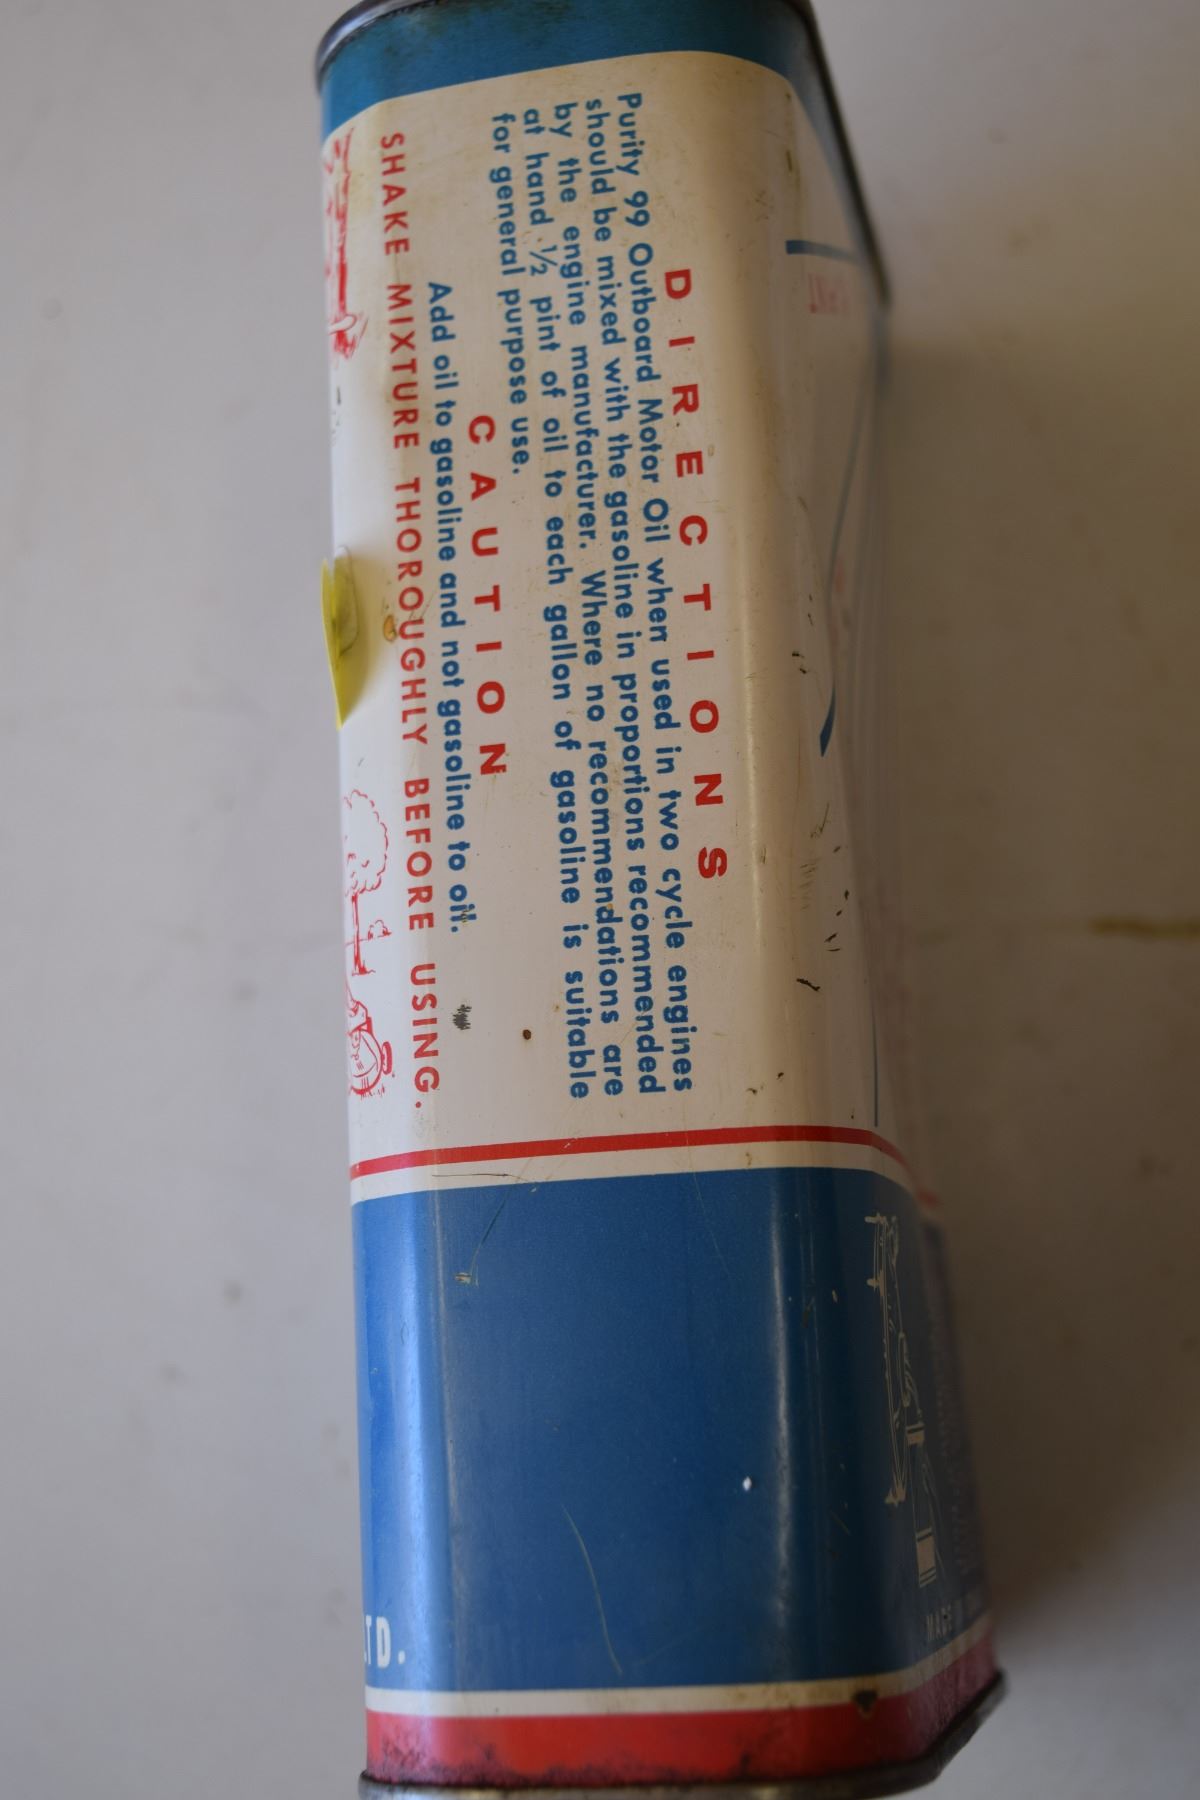 DIRECTIONS
Purity 99 Outboard Motor Oil when used in two cycle engines
should be mixed with the gasoline in proportions recommended
by the engine manufacturer. Where no recommendations are
at hand ½ pint of oil to each gallon of gasoline is suitable
for general purpose use.
CAUTION
Add oil to gasoline and not gasoline to oil.
SHAKE MIXTURE THOROUGHLY BEFORE USING.
LTD.
MADE